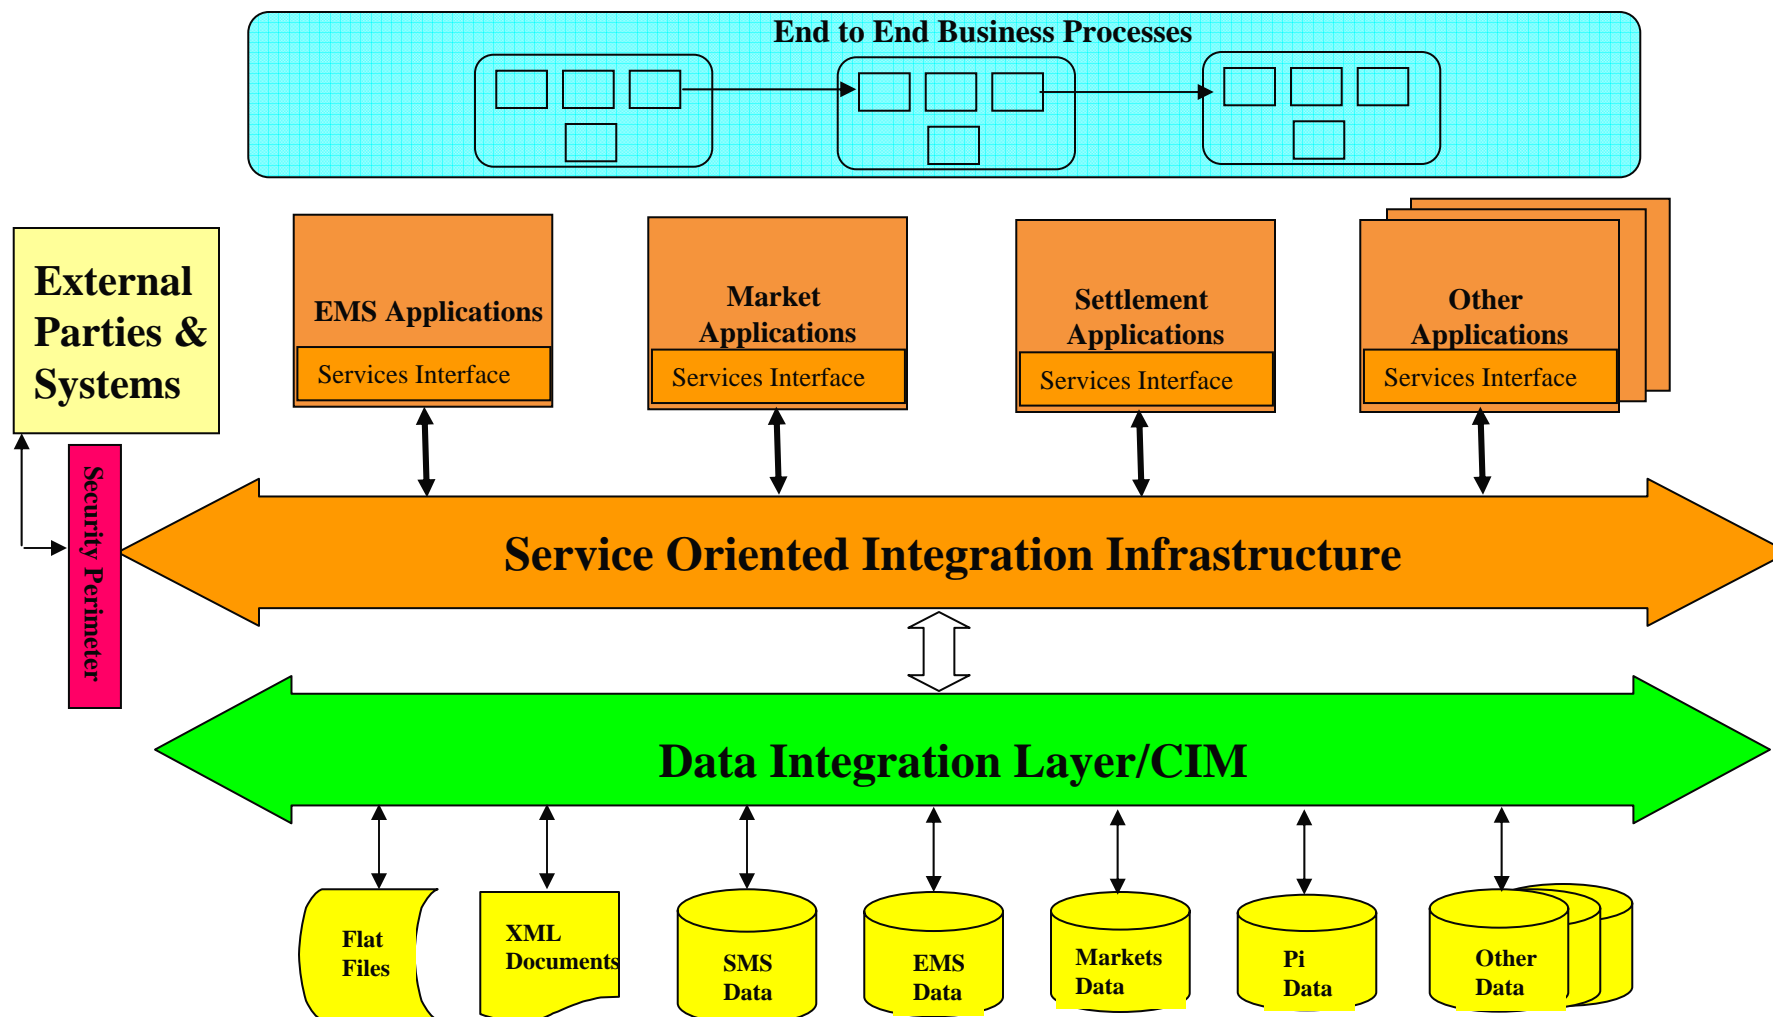 End to End Business Processes
External
Parties &
Systems
EMS Applications
Services Interface
Market
Applications
Services Interface
Settlement
Applications
Services Interface
Other
Applications
Services Interface
Security Perimeter
Service Oriented Integration Infrastructure
Data Integration Layer/CIM
Flat
Files
XML
Documents
SMS
Data
EMS
Data
Markets
Data
Pi
Data
Other
Data